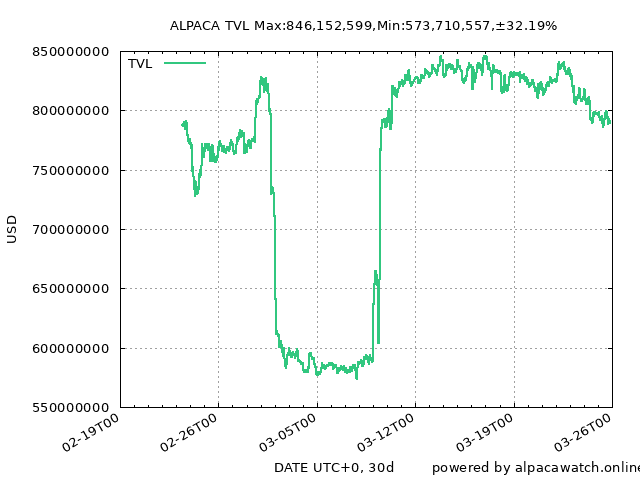 ALPACA TVL Max:846,152,599,Min:573,710,557,±32.19%
TVL
850000000
800000000
750000000
700000000
650000000
600000000
550000000
USD
02-19T00
02-26T00
03-05T00
03-12T00
03-19T00
03-26T00
DATE UTC+0, 30d
powered by alpacawatch.online